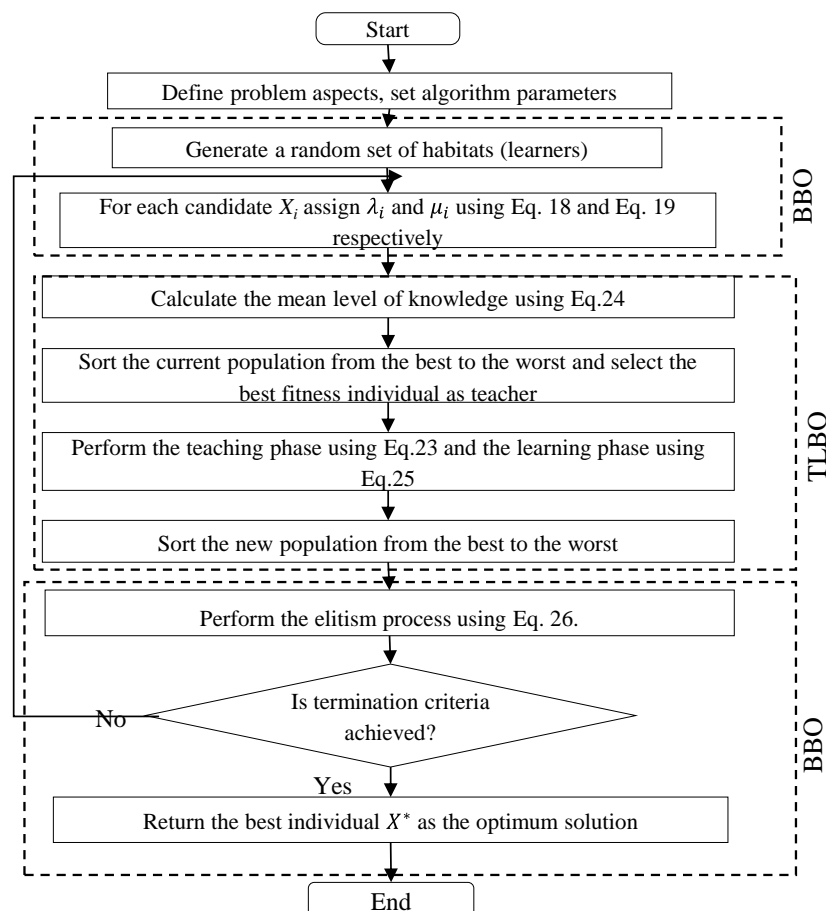 Start
Define problem aspects, set algorithm parameters
Generate a random set of habitats (learners)
For each candidate X_i assign λ_i and μ_i using Eq. 18 and Eq. 19
respectively
BBO
Calculate the mean level of knowledge using Eq.24
Sort the current population from the best to the worst and select the
best fitness individual as teacher
Perform the teaching phase using Eq.23 and the learning phase using
Eq.25
Sort the new population from the best to the worst
TLBO
Perform the elitism process using Eq. 26.
Is termination criteria
achieved?
No
Yes
Return the best individual X* as the optimum solution
BBO
End